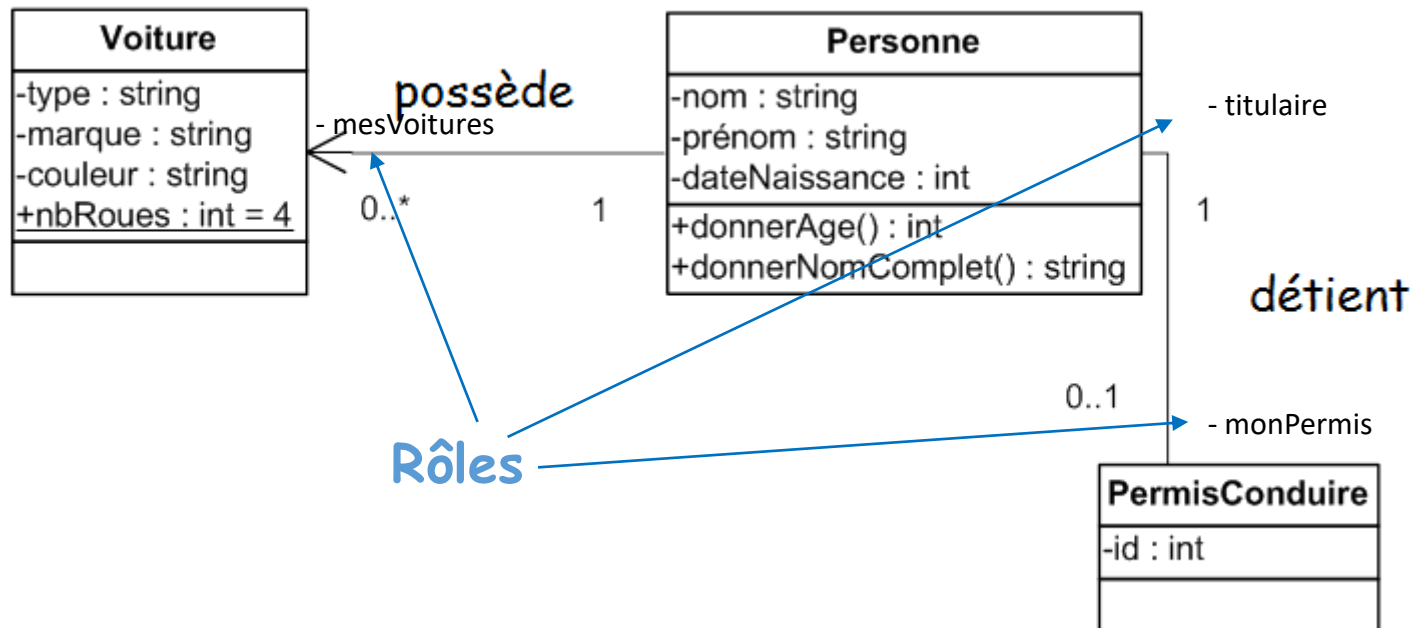 Voiture
-type : string
-marque : string
-couleur : string
+nbRoues : int = 4
possède
- mesVoitures
0..*
1
Personne
-nom : string
-prénom : string
-dateNaissance : int
+donnerAge() : int
+donnerNomComplet() : string
- titulaire
1
détient
0..1
- monPermis
Rôles
PermisConduire
-id : int